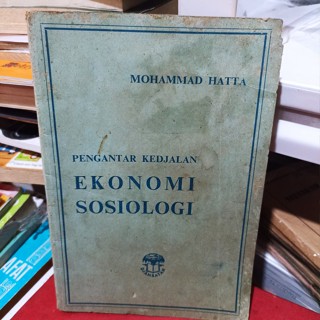 MOHAMMAD HATTA
PENGANTAR KEDJALAN
EKONOMI
SOSIOLOGI